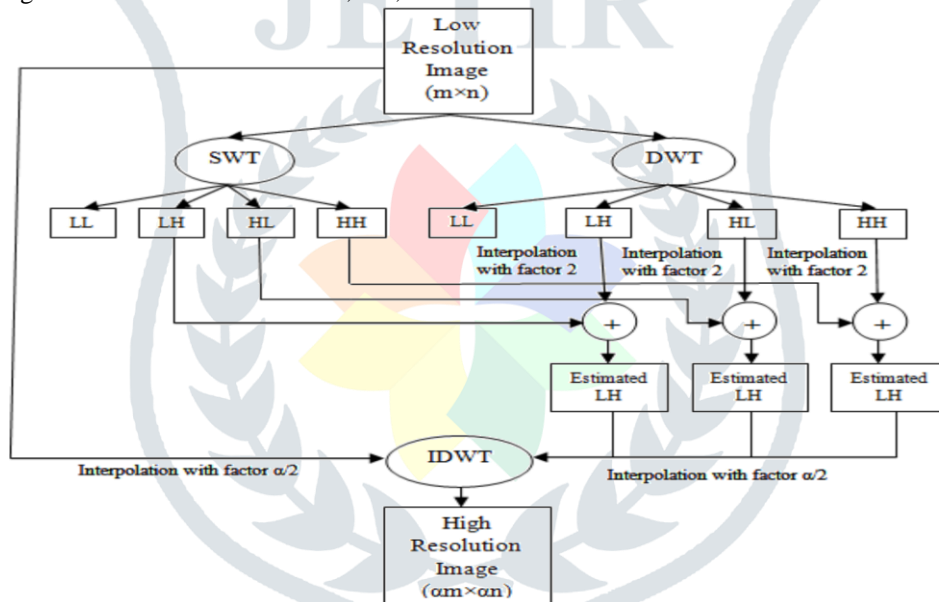 JETIR
Low
Resolution
Image
(m×n)
SWT
DWT
LL
LH
HL
HH
LL
LH
HL
HH
Interpolation
with factor 2
Interpolation
with factor 2
Interpolation
with factor 2
+
+
+
Estimated
LH
Estimated
LH
Estimated
LH
IDWT
Interpolation with factor α/2
Interpolation with factor α/2
High
Resolution
Image
(αm×αn)